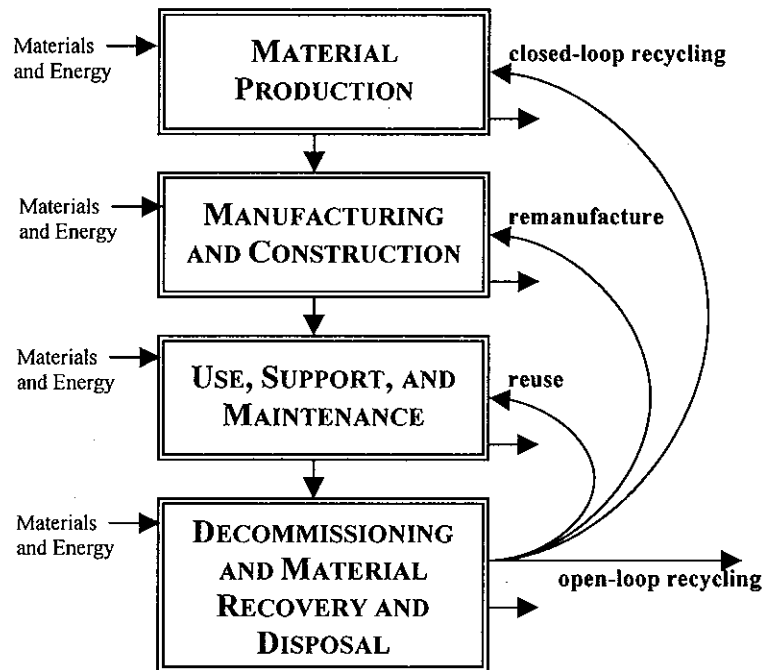 Materials
and Energy
MATERIAL
PRODUCTION
closed-loop recycling
Materials
and Energy
MANUFACTURING
AND CONSTRUCTION
remanufacture
Materials
and Energy
USE, SUPPORT, AND
MAINTENANCE
reuse
Materials
and Energy
DECOMMISSIONING
AND MATERIAL
RECOVERY AND
DISPOSAL
open-loop recycling